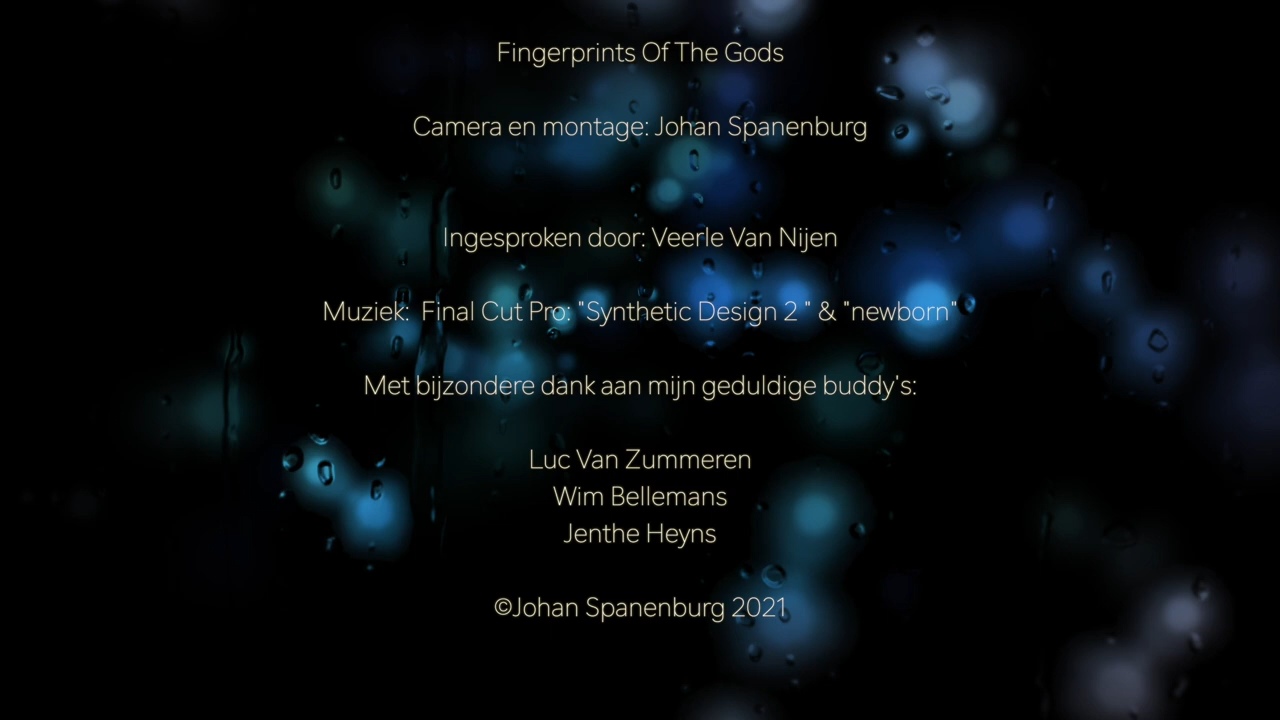 Fingerprints Of The Gods
Camera en montage: Johan Spanenburg
Ingesproken door: Veerle Van Nijen
Muziek:  Final Cut Pro: "Synthetic Design 2 " & "newborn"
Met bijzondere dank aan mijn geduldige buddy's:
Luc Van Zummeren
Wim Bellemans
Jenthe Heyns
©Johan Spanenburg 2021